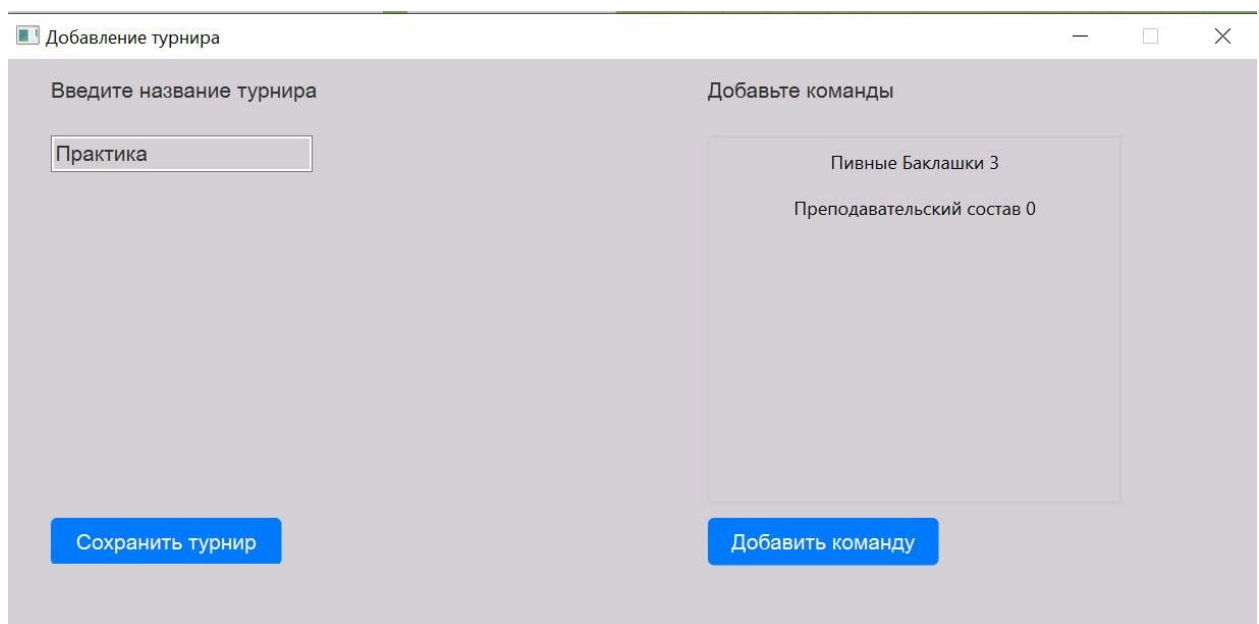 Добавление турнира
Введите название турнира
Добавьте команды
Практика
Пивные Баклашки 3
Преподавательский состав 0
Сохранить турнир
Добавить команду